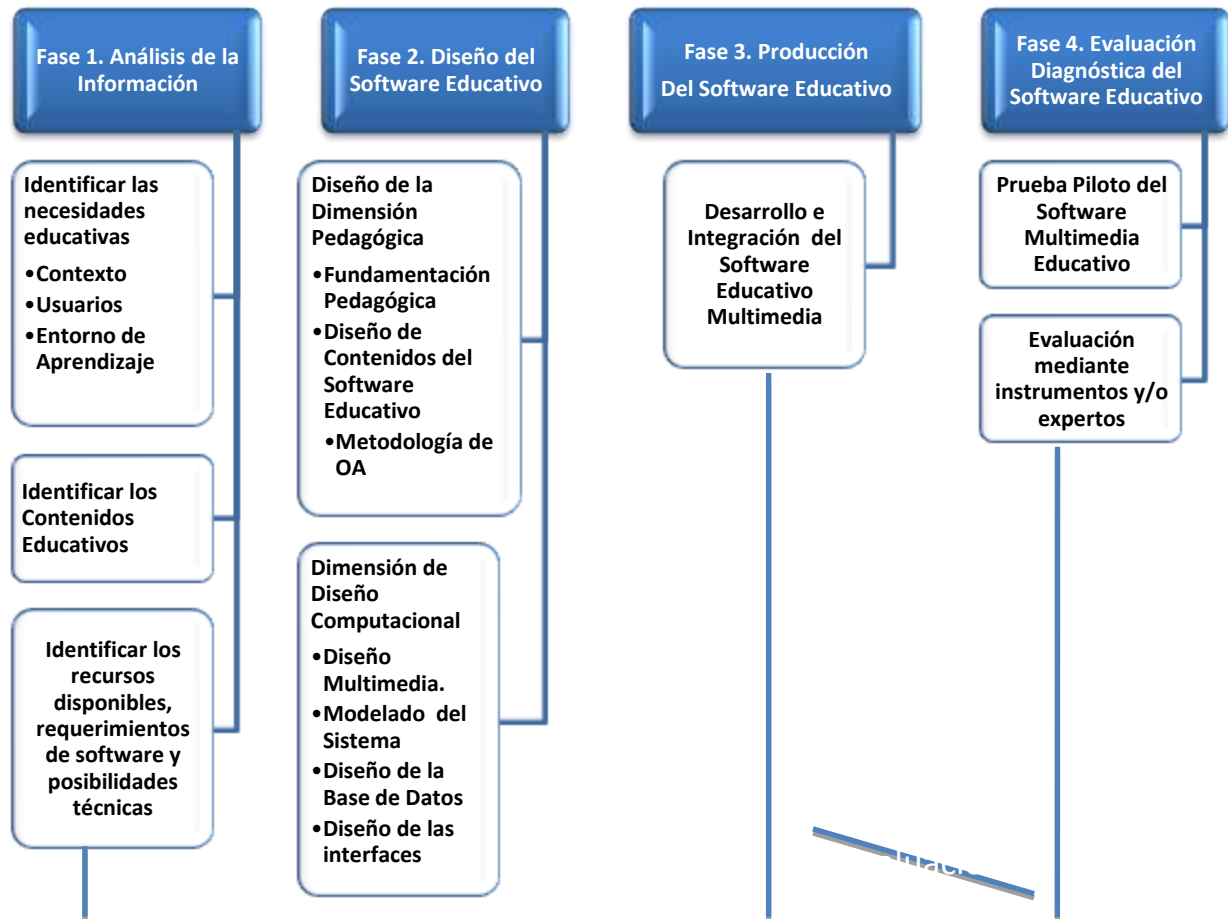 Fase 1. Análisis de la
Información
Identificar las
necesidades
educativas
•Contexto
•Usuarios
•Entorno de
Aprendizaje
Identificar los
Contenidos
Educativos
Identificar los
recursos
disponibles,
requerimientos
de software y
posibilidades
técnicas
Fase 2. Diseño del
Software Educativo
Diseño de la
Dimensión
Pedagógica
•Fundamentación
Pedagógica
•Diseño de
Contenidos del
Software
Educativo
•Metodología de
OA
Dimensión de
Diseño
Computacional
•Diseño
Multimedia.
•Modelado del
Sistema
•Diseño de la
Base de Datos
•Diseño de las
interfaces
Fase 3. Producción
Del Software Educativo
Desarrollo e
Integración del
Software
Educativo
Multimedia
Fase 4. Evaluación
Diagnóstica del
Software Educativo
Prueba Piloto del
Software
Multimedia
Educativo
Evaluación
mediante
instrumentos y/o
expertos